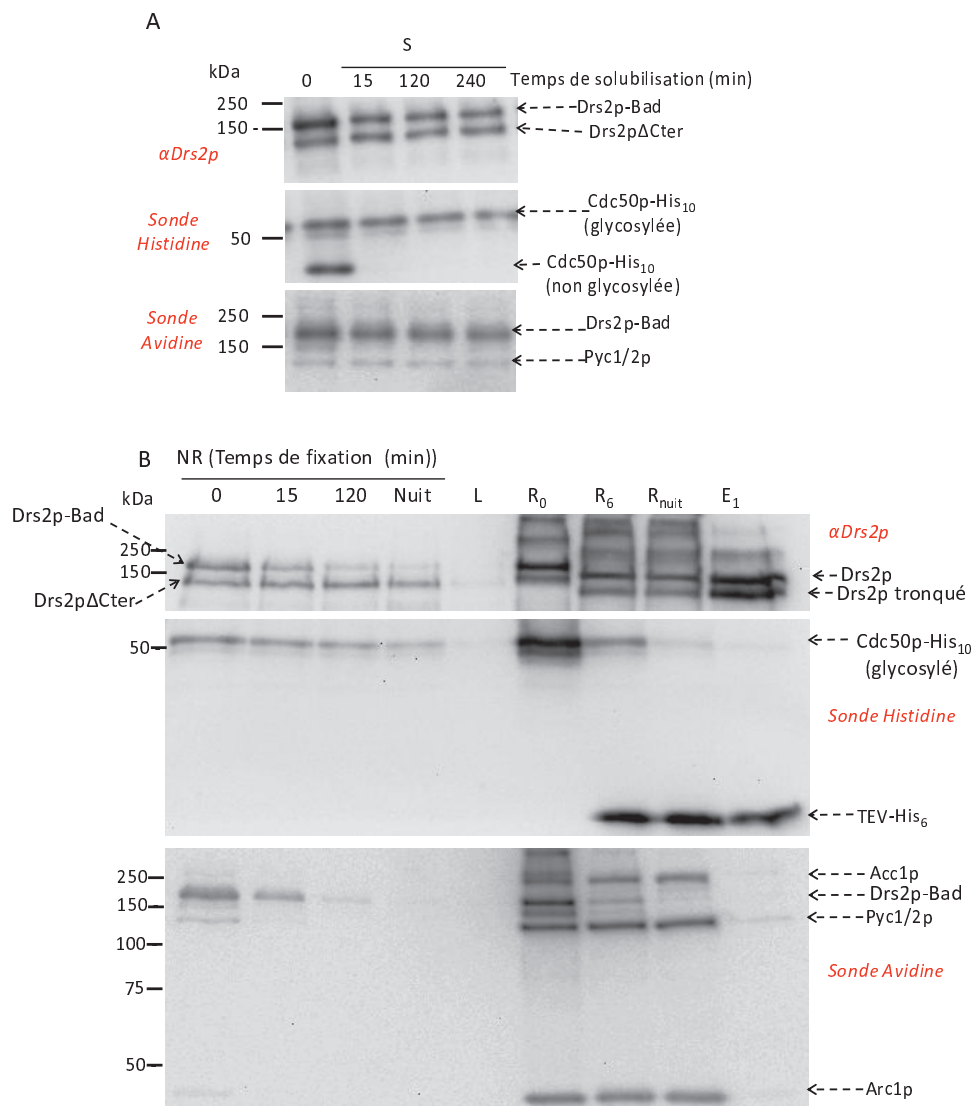 A
S
kDa
0 15 120 240 Temps de solubilisation (min)
250
150
αDrs2p
Drs2p-Bad
Drs2pΔCter
Sonde
Histidine
50
Cdc50p-His10
(glycosylée)
Cdc50p-His10
(non glycosylée)
Sonde
Avidine
250
150
Drs2p-Bad
Pyc1/2p
B
NR (Temps de fixation (min))
kDa
0 15 120 Nuit L R0 R6 Rnuit E1
Drs2p-Bad
250
150
Drs2pΔCter
αDrs2p
Drs2p
Drs2p tronqué
50
Cdc50p-His10
(glycosylé)
Sonde Histidine
TEV-His6
250
150
100
75
50
Acc1p
Drs2p-Bad
Pyc1/2p
Sonde Avidine
Arc1p